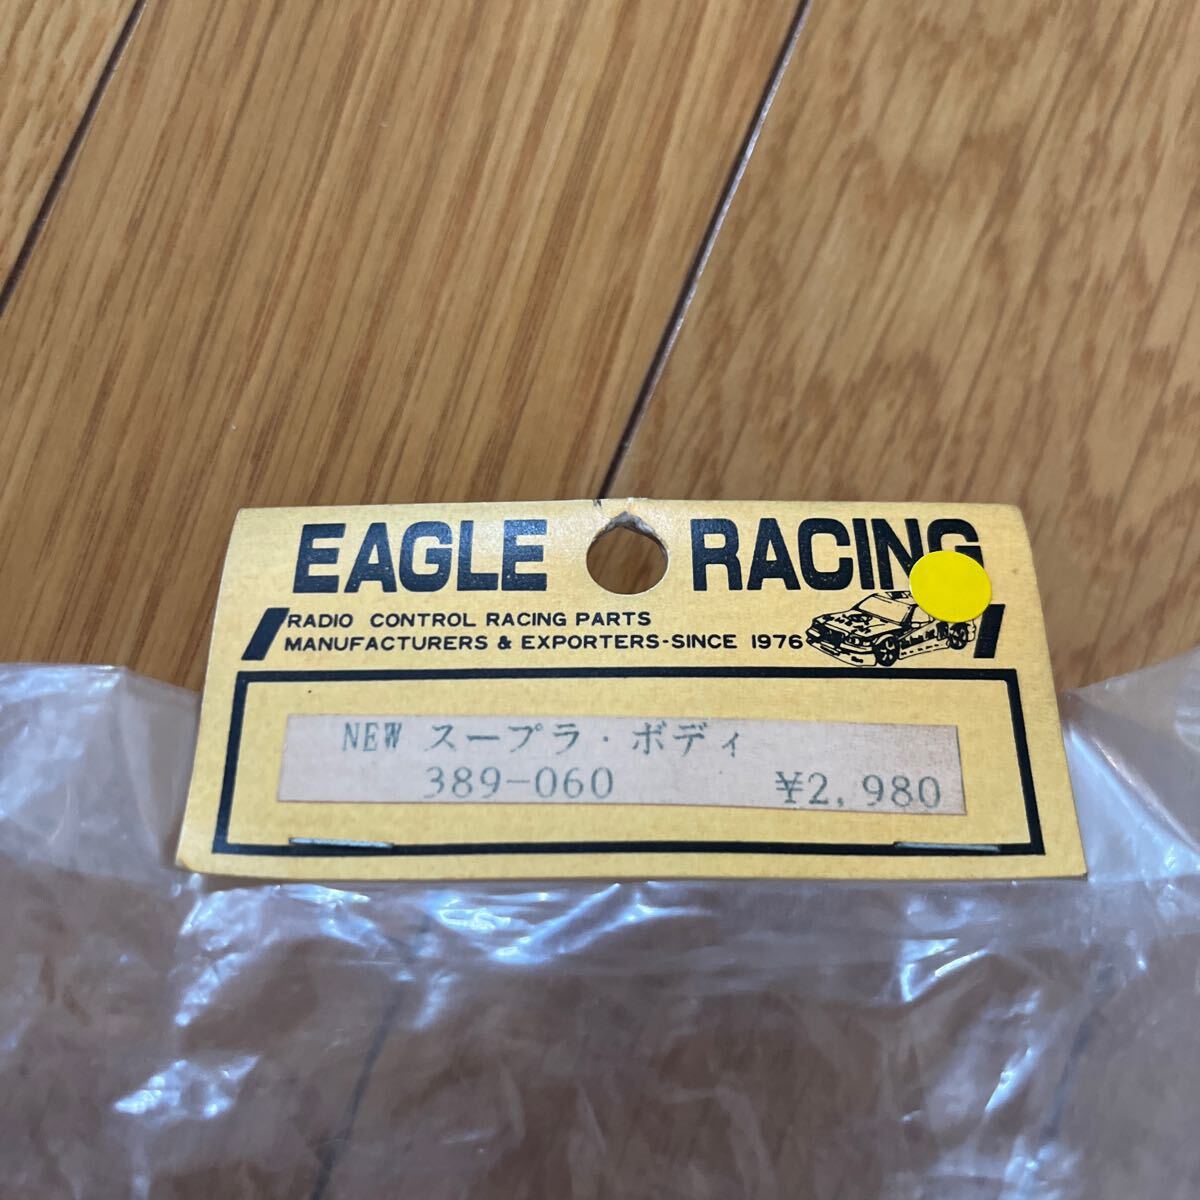 EAGLE RACING
RADIO CONTROL RACING PARTS
MANUFACTURERS & EXPORTERS-SINCE 1976
NEW スープラ・ボディ
389-060 ¥2,980